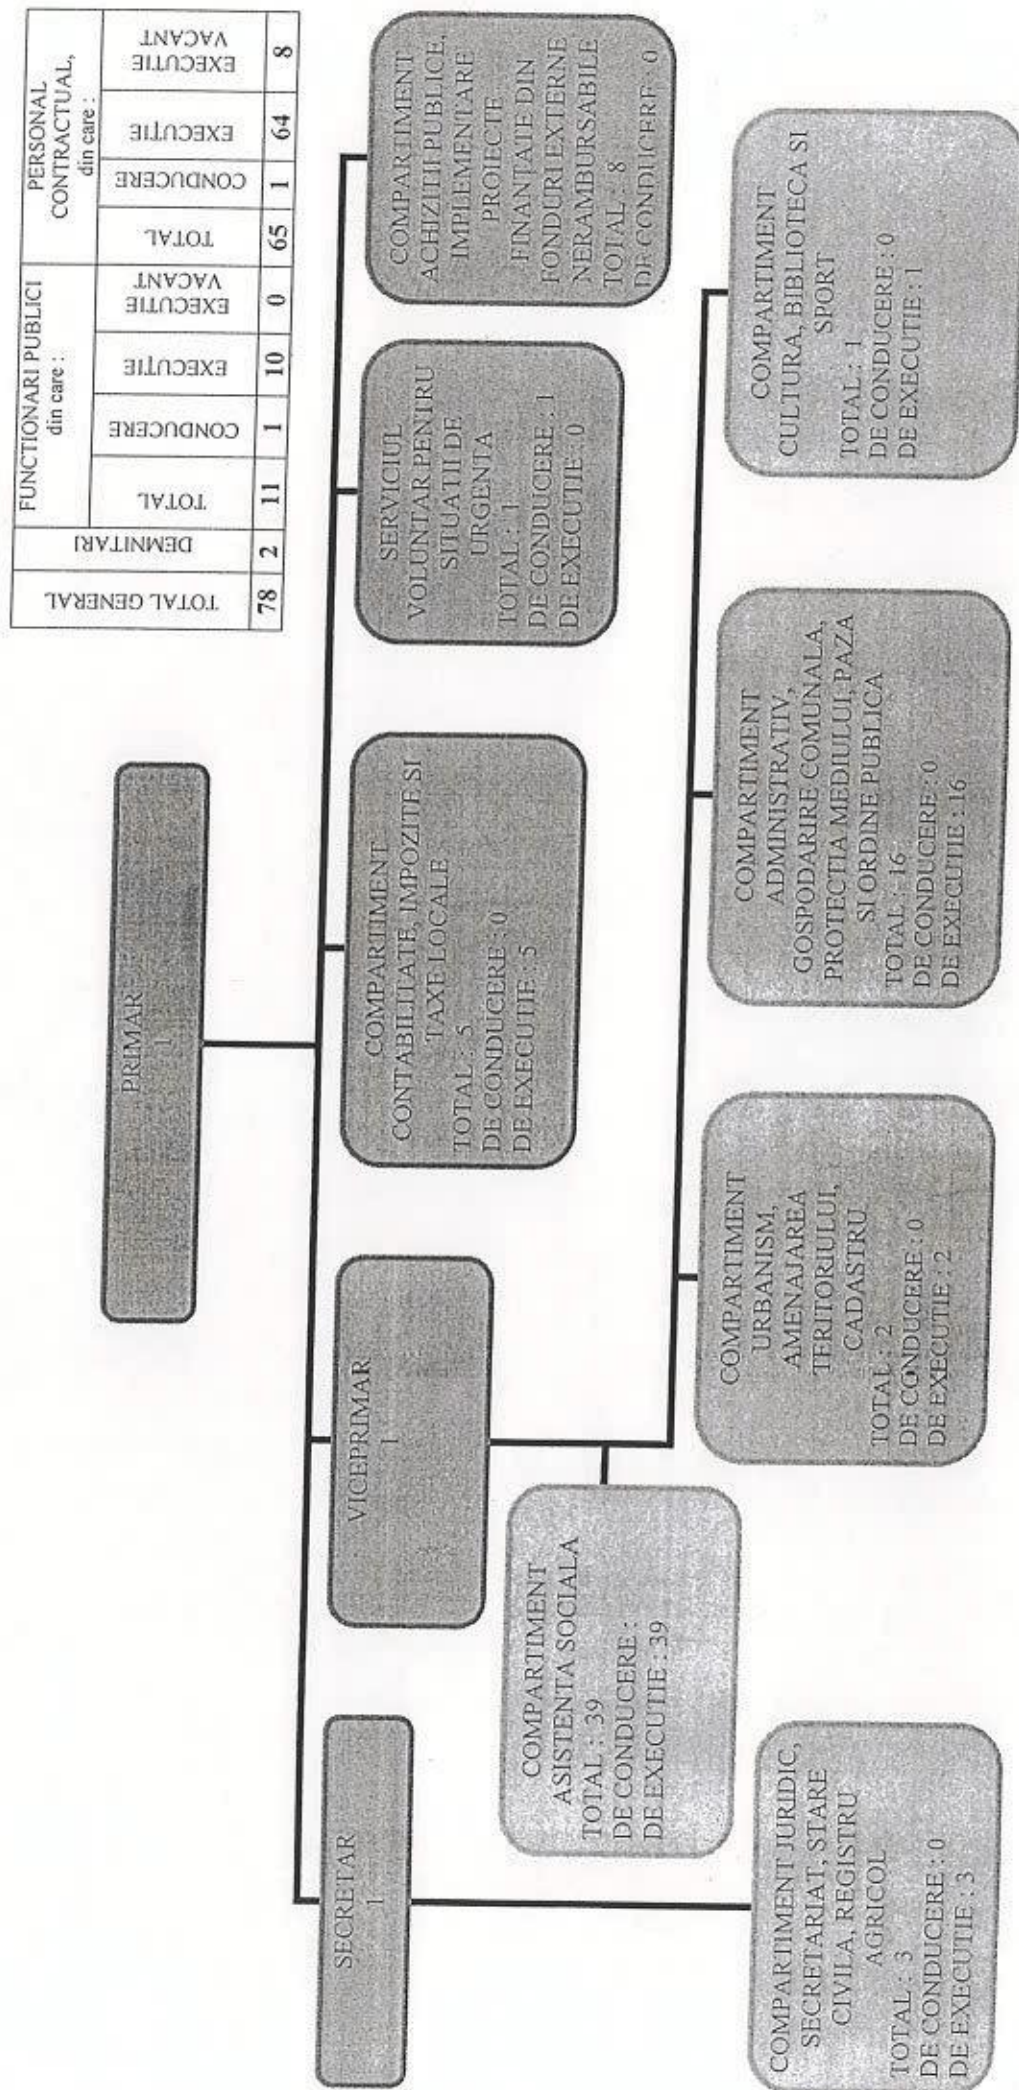 TOTAL GENERAL
DEMNITARI
FUNCTIONARI PUBLICI
din care :
TOTAL
CONDUCERE
EXECUTIE
EXECUTIE
VACANT
PERSONAL
CONTRACTUAL,
din care :
TOTAL
CONDUCERE
EXECUTIE
EXECUTIE
VACANT
78 2 11 1 10 0 65 1 64 8
PRIMAR
1
SECRETAR
1
VICEPRIMAR
1
COMPARTIMENT
CONTABILITATE, IMPOZITE SI
TAXE LOCALE
TOTAL : 5
DE CONDUCERE : 0
DE EXECUTIE : 5
SERVICIUL
VOLUNTAR PENTRU
SITUATII DE
URGENTA
TOTAL : 1
DE CONDUCERE : 1
DE EXECUTIE : 0
COMPARTIMENT
ACHIZITII PUBLICE,
IMPLEMENTARE
PROIECTE
FINANTATE DIN
FONDURI EXTERNE
NERAMBURSABILE
TOTAL : 8
DE CONDUCERE : 0
COMPARTIMENT
ASISTENTA SOCIALA
TOTAL : 39
DE CONDUCERE :
DE EXECUTIE : 39
COMPARTIMENT JURIDIC,
SECRETARIAT, STARE
CIVILA, REGISTRU
AGRICOL
TOTAL : 3
DE CONDUCERE : 0
DE EXECUTIE : 3
COMPARTIMENT
URBANISM,
AMENAJAREA
TERITORIULUI,
CADASTRU
TOTAL : 2
DE CONDUCERE : 0
DE EXECUTIE : 2
COMPARTIMENT
ADMINISTRATIV,
GOSPODARIRE COMUNALA,
PROTECTIA MEDIULUI, PAZA
SI ORDINE PUBLICA
TOTAL : 16
DE CONDUCERE : 0
DE EXECUTIE : 16
COMPARTIMENT
CULTURA, BIBLIOTECA SI
SPORT
TOTAL : 1
DE CONDUCERE : 0
DE EXECUTIE : 1